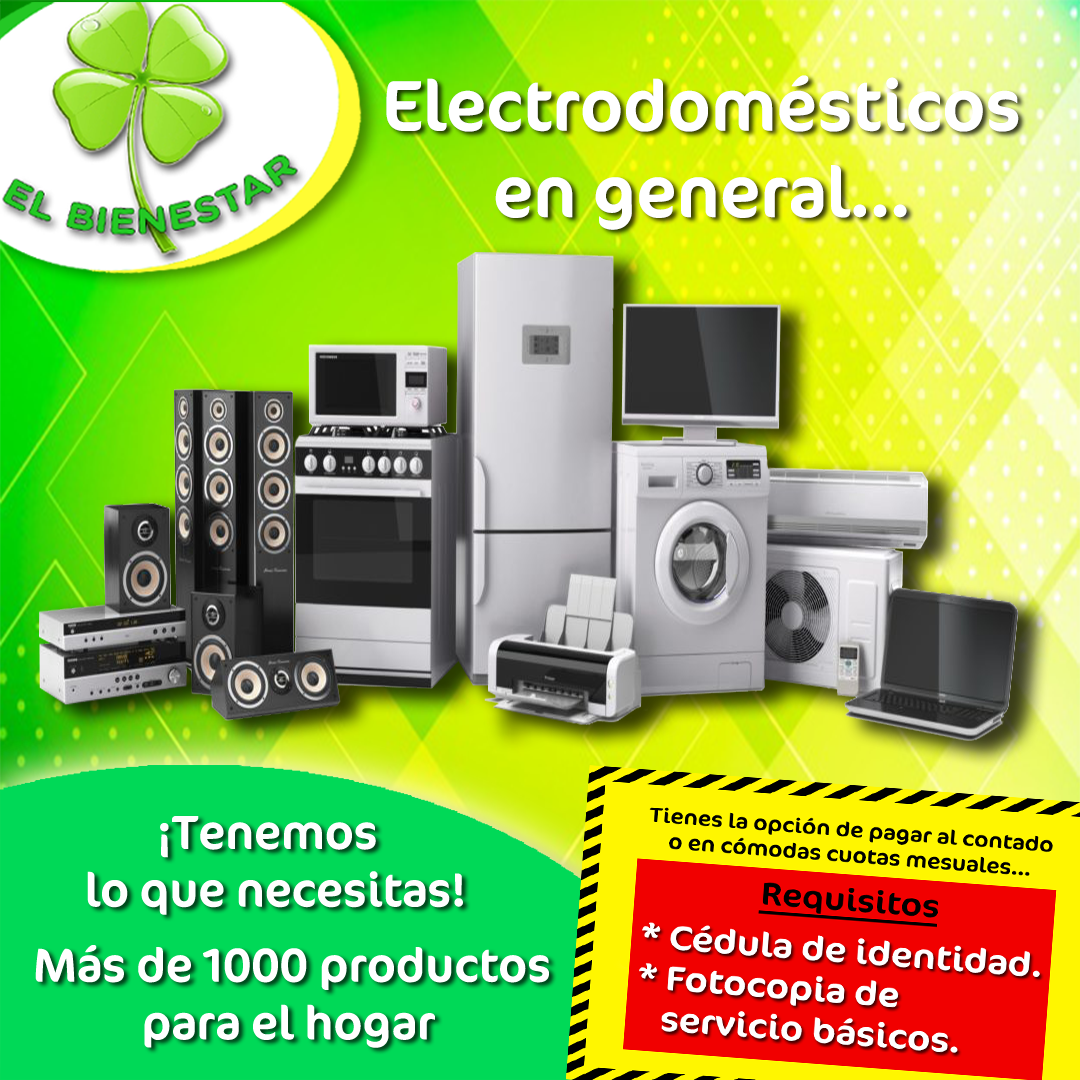 EL BIENESTAR
Electrodomésticos
en general...
¡Tenemos
lo que necesitas!
Más de 1000 productos
para el hogar
Tienes la opción de pagar al contado
o en cómodas cuotas mesuales...
Requisitos
* Cédula de identidad.
* Fotocopia de
servicio básicos.